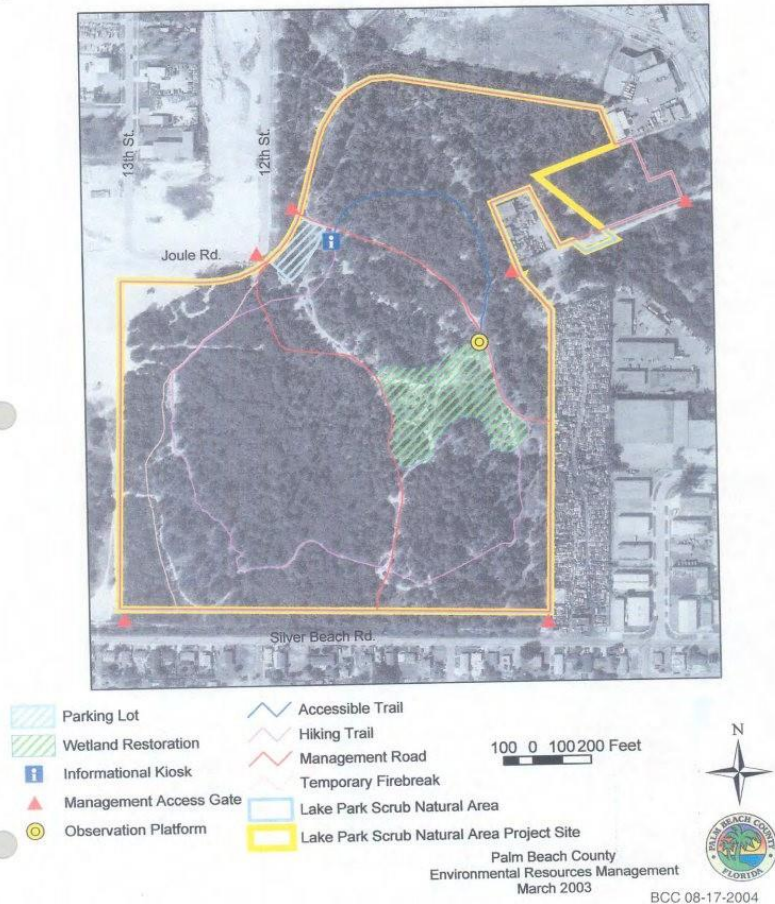 13th St.
12th St.
Joule Rd.
Silver Beach Rd.
Parking Lot
Wetland Restoration
i Informational Kiosk
Management Access Gate
Observation Platform
Accessible Trail
Hiking Trail
Management Road
Temporary Firebreak
Lake Park Scrub Natural Area
Lake Park Scrub Natural Area Project Site
100 0 100 200 Feet
N
PALM BEACH COUNTY
FLORIDA
Palm Beach County
Environmental Resources Management
March 2003
BCC 08-17-2004